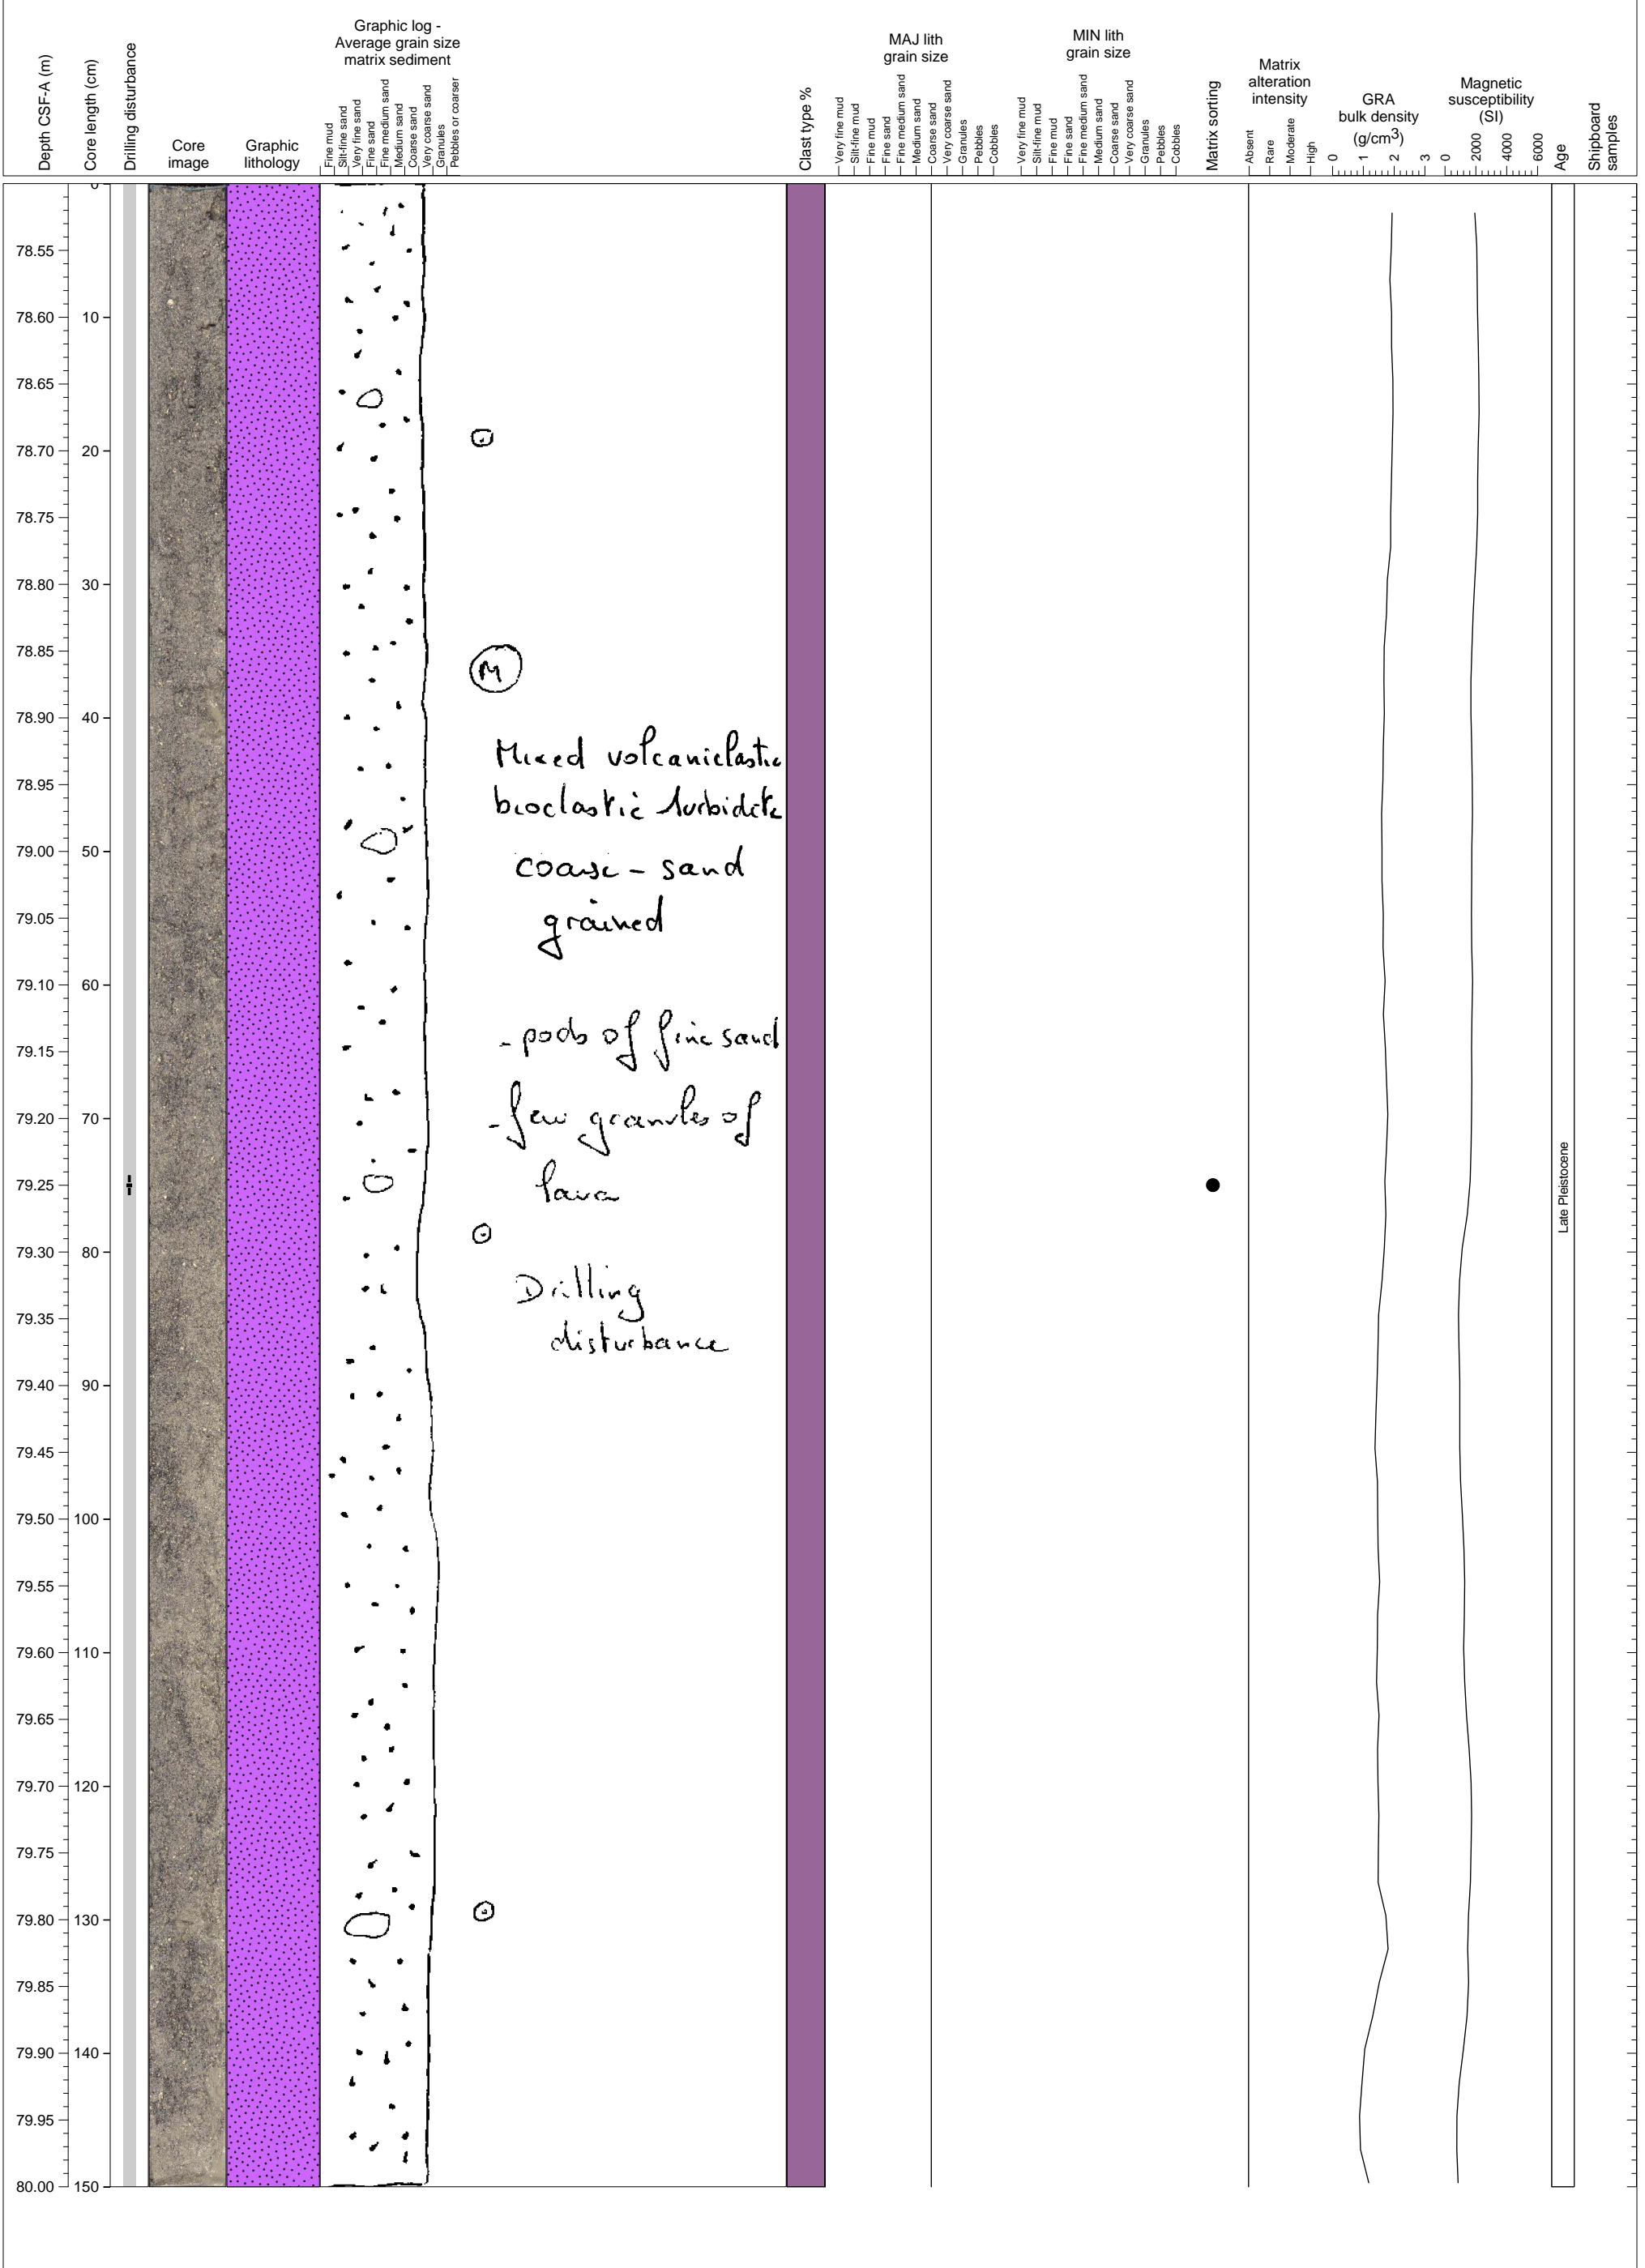 Graphic log -
Average grain size
matrix sediment
MAJ lith
grain size
MIN lith
grain size
Matrix
alteration
intensity
GRA
bulk density
(g/cm3)
Magnetic
susceptibility
(SI)
Depth CSF-A (m)
Core length (cm)
Drilling disturbance
Core
image
Graphic
lithology
Fine mud
Silt-fine sand
Very fine sand
Fine sand
Fine medium sand
Medium sand
Coarse sand
Very coarse sand
Granules
Pebbles or coarser
Clast type %
Very fine mud
Silt-fine mud
Fine mud
Fine sand
Fine medium sand
Medium sand
Coarse sand
Very coarse sand
Granules
Pebbles
Cobbles
Very fine mud
Silt-fine mud
Fine mud
Fine sand
Fine medium sand
Medium sand
Coarse sand
Very coarse sand
Granules
Pebbles
Cobbles
Matrix sorting
Absent
Rare
Moderate
High
0 1 2 3
0 2000 4000 6000
Age
Shipboard
samples
0
78.55
78.60 10
78.65
78.70 20
78.75
78.80 30
78.85
M
78.90 40
Mixed volcaniclastic
78.95
bioclastic turbidite
79.00 50
coarse - sand
79.05
grained
79.10 60
- pods of fine sand
79.15
79.20 70
- few granules of
79.25
lava
Late Pleistocene
79.30 80
Drilling
79.35
disturbance
79.40 90
79.45
79.50 100
79.55
79.60 110
79.65
79.70 120
79.75
79.80 130
79.85
79.90 140
79.95
80.00 150